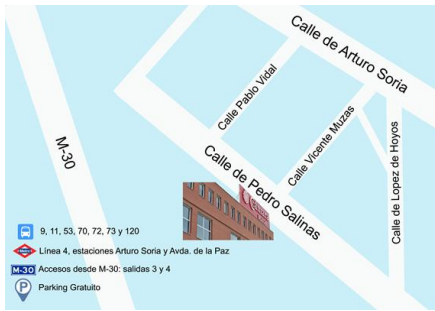 Calle de Arturo Soria
Calle Pablo Vidal
Calle Vicente Muzas
Calle de Lopez de Hoyos
M-30
Calle de Pedro Salinas
9, 11, 53, 70, 72, 73 y 120
Línea 4, estaciones Arturo Soria y Avda. de la Paz
M-30 Accesos desde M-30: salidas 3 y 4
P Parking Gratuito